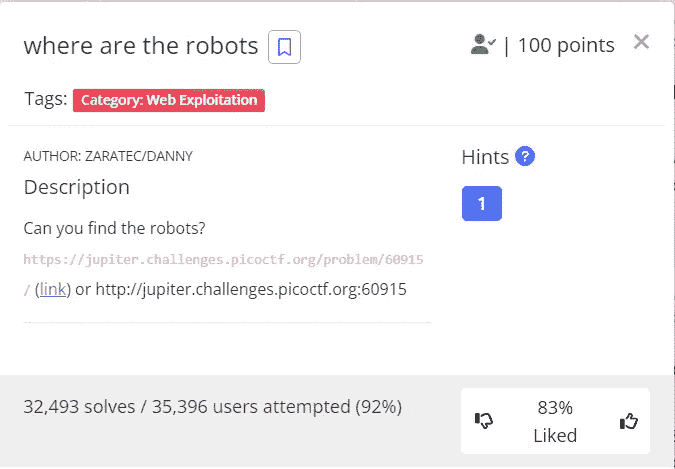 where are the robots
| 100 points
Tags: Category: Web Exploitation
AUTHOR: ZARATEC/DANNY
Hints ?
Description
1
Can you find the robots?
https://jupiter.challenges.picoctf.org/problem/60915
/ (link) or http://jupiter.challenges.picoctf.org:60915
32,493 solves / 35,396 users attempted (92%)
83%
Liked